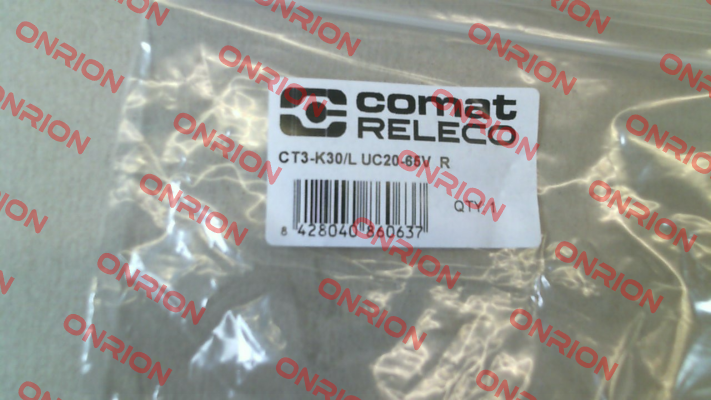 comat
RELECO
CT3-K30/L UC20-65V R
QTY 1
8 428040 860637
ONRION